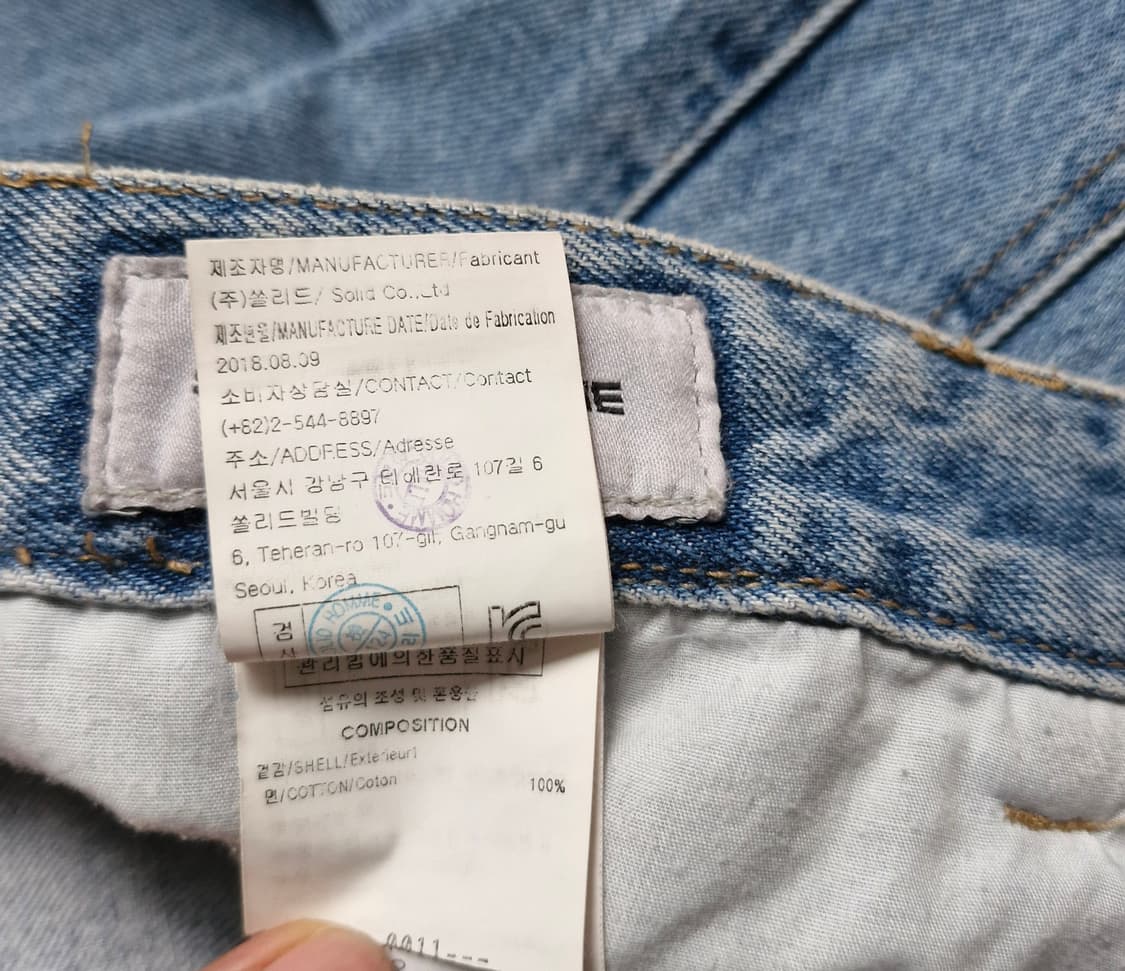 제조자명/MANUFACTURER/Fabricant
(주)쏠리드/ Solid Co.,Ltd
제조년월/MANUFACTURE DATE/Date de Fabrication
2018.08.09
소비자상담실/CONTACT/Contact
(+82)2-544-8897
주소/ADDRESS/Adresse
서울시 강남구 테헤란로 107길 6
쏠리드빌딩
6, Teheran-ro 107-gil, Gangnam-gu
Seoul, Korea
검
HOMME
관리법에의한품질표시
섬유의 조성 및 혼용율
COMPOSITION
겉감/SHELL/Exterieur1
면/COTTON/Coton 100%
0011---